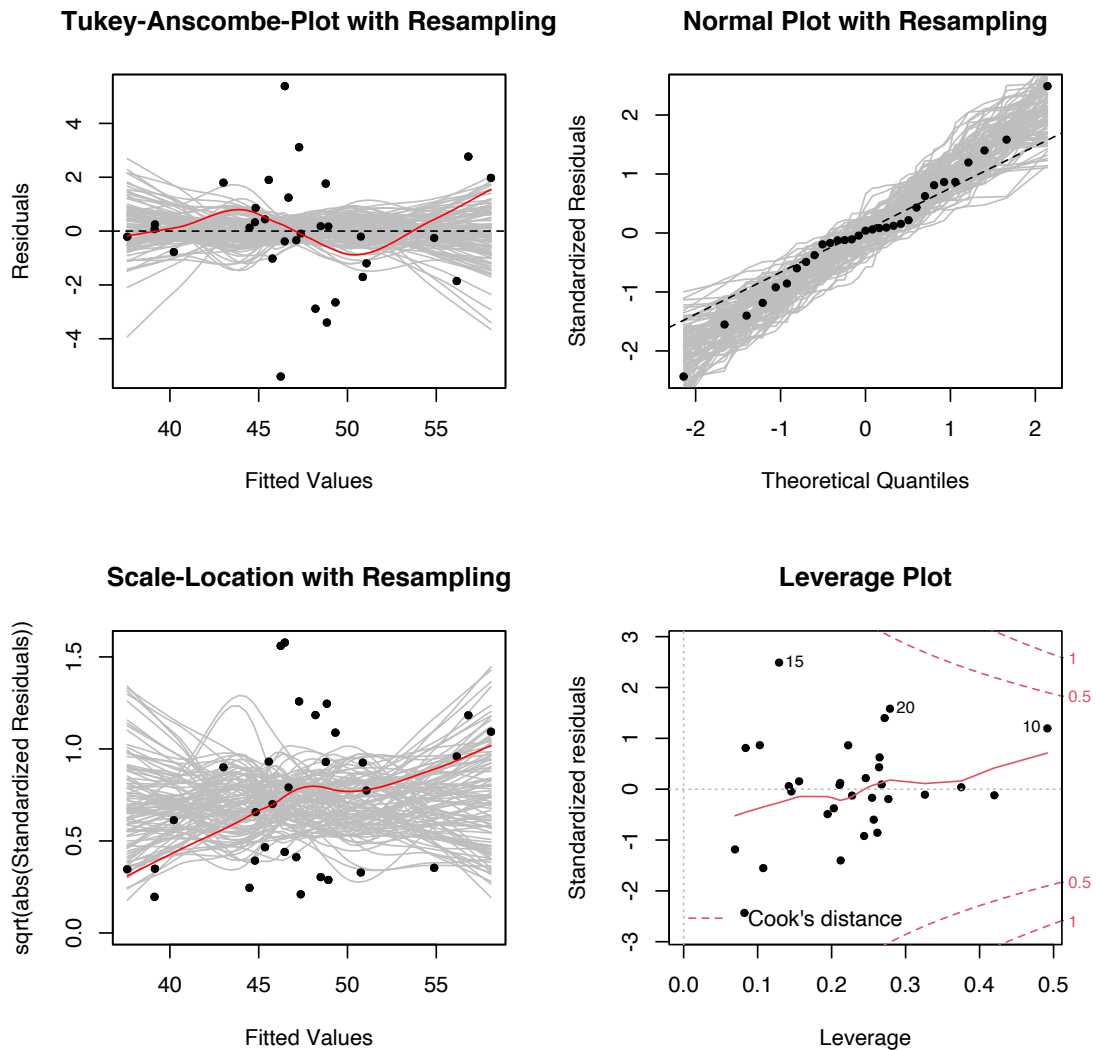 Tukey-Anscombe-Plot with Resampling
Residuals
4
2
0
-2
-4
40 45 50 55
Fitted Values
Normal Plot with Resampling
Standardized Residuals
2
1
0
-1
-2
-2 -1 0 1 2
Theoretical Quantiles
Scale-Location with Resampling
sqrt(abs(Standardized Residuals))
1.5
1.0
0.5
0.0
40 45 50 55
Fitted Values
Leverage Plot
Standardized residuals
3
2
1
0
-1
-2
-3
15
20
10
1
0.5
0.5
1
Cook's distance
0.0 0.1 0.2 0.3 0.4 0.5
Leverage